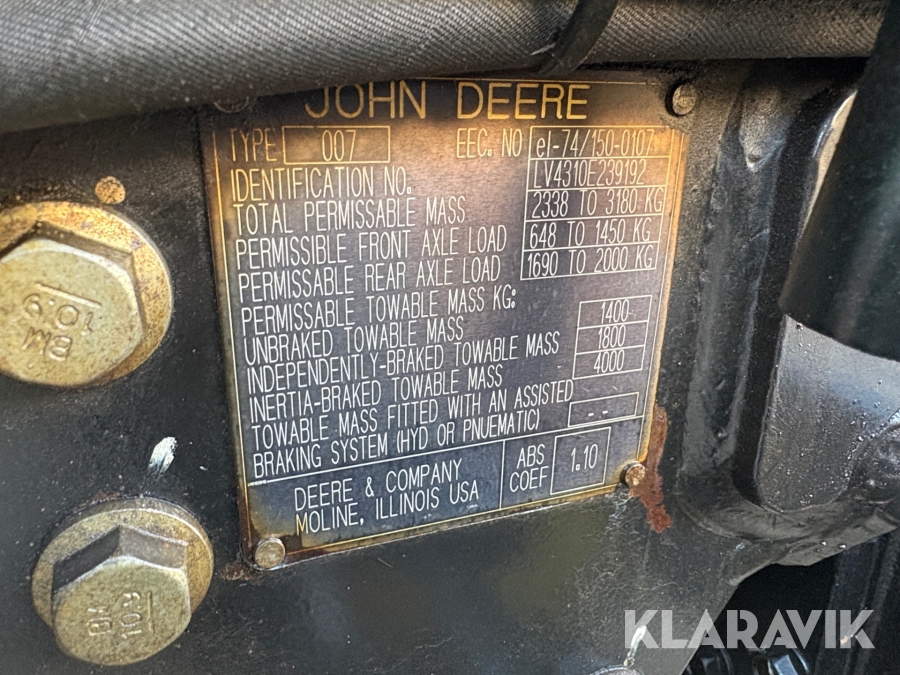 JOHN DEERE
TYPE 007 EEC. NO e1-74/150-0107
IDENTIFICATION NO. LV4310E239192
TOTAL PERMISSABLE MASS 2338 TO 3180 KG
PERMISSIBLE FRONT AXLE LOAD 648 TO 1450 KG
PERMISSABLE REAR AXLE LOAD 1690 TO 2000 KG
PERMISSABLE TOWABLE MASS KG:
UNBRAKED TOWABLE MASS 1400
INDEPENDENTLY-BRAKED TOWABLE MASS 1800
INERTIA-BRAKED TOWABLE MASS 4000
TOWABLE MASS FITTED WITH AN ASSISTED
BRAKING SYSTEM (HYD OR PNUEMATIC) --
DEERE & COMPANY
MOLINE, ILLINOIS USA
ABS
COEF
1.10
10.9
BM
BM
10.9
KLARAVIK